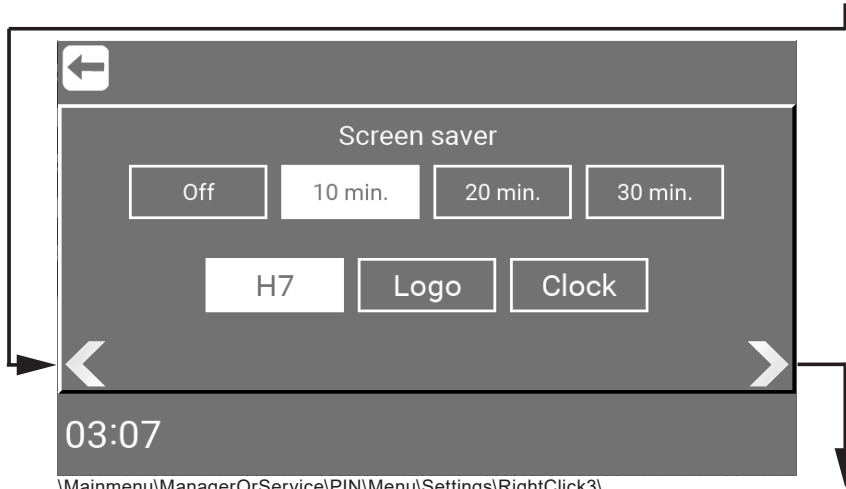 Screen saver
Off 10 min. 20 min. 30 min.
H7 Logo Clock
03:07
\Mainmenu\ManagerOrService\PIN\Menu\Settings\RightClick3\